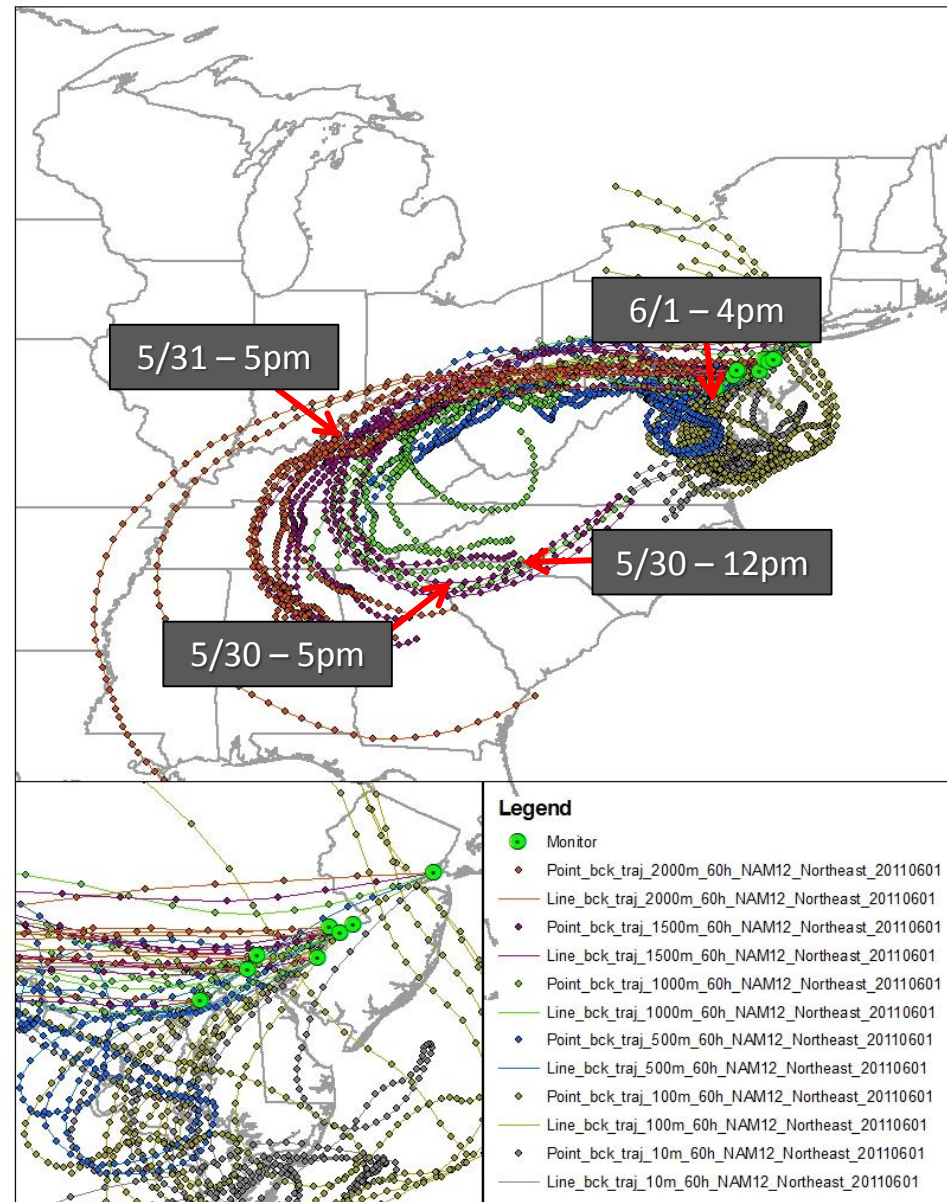 6/1 – 4pm
5/31 – 5pm
5/30 – 12pm
5/30 – 5pm
Legend
Monitor
Point_bck_traj_2000m_60h_NAM12_Northeast_20110601
Line_bck_traj_2000m_60h_NAM12_Northeast_20110601
Point_bck_traj_1500m_60h_NAM12_Northeast_20110601
Line_bck_traj_1500m_60h_NAM12_Northeast_20110601
Point_bck_traj_1000m_60h_NAM12_Northeast_20110601
Line_bck_traj_1000m_60h_NAM12_Northeast_20110601
Point_bck_traj_500m_60h_NAM12_Northeast_20110601
Line_bck_traj_500m_60h_NAM12_Northeast_20110601
Point_bck_traj_100m_60h_NAM12_Northeast_20110601
Line_bck_traj_100m_60h_NAM12_Northeast_20110601
Point_bck_traj_10m_60h_NAM12_Northeast_20110601
Line_bck_traj_10m_60h_NAM12_Northeast_20110601